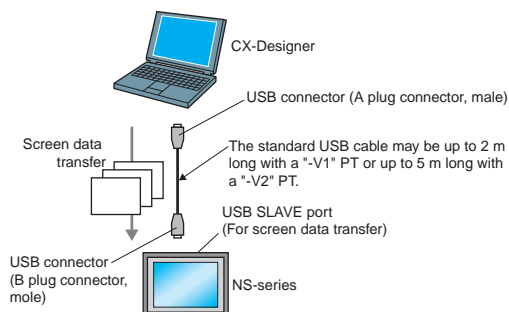 CX-Designer
USB connector (A plug connector, male)
Screen data
transfer
The standard USB cable may be up to 2 m
long with a "-V1" PT or up to 5 m long with
a "-V2" PT.
USB SLAVE port
(For screen data transfer)
USB connector
(B plug connector,
mole)
NS-series